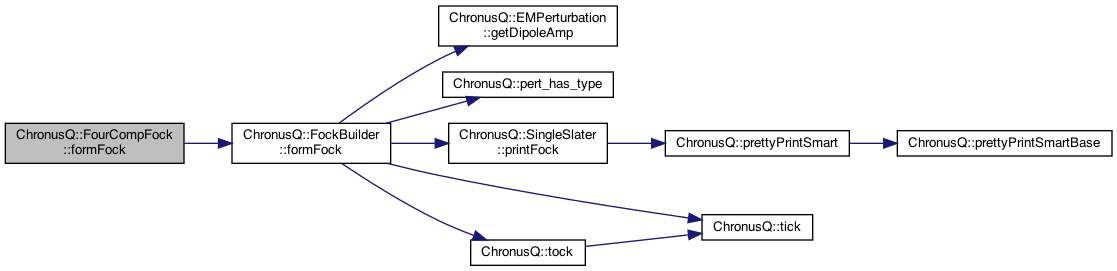 ChronusQ::FourCompFock
::formFock
ChronusQ::FockBuilder
::formFock
ChronusQ::EMPerturbation
::getDipoleAmp
ChronusQ::pert_has_type
ChronusQ::SingleSlater
::printFock
ChronusQ::prettyPrintSmart
ChronusQ::prettyPrintSmartBase
ChronusQ::tick
ChronusQ::tock